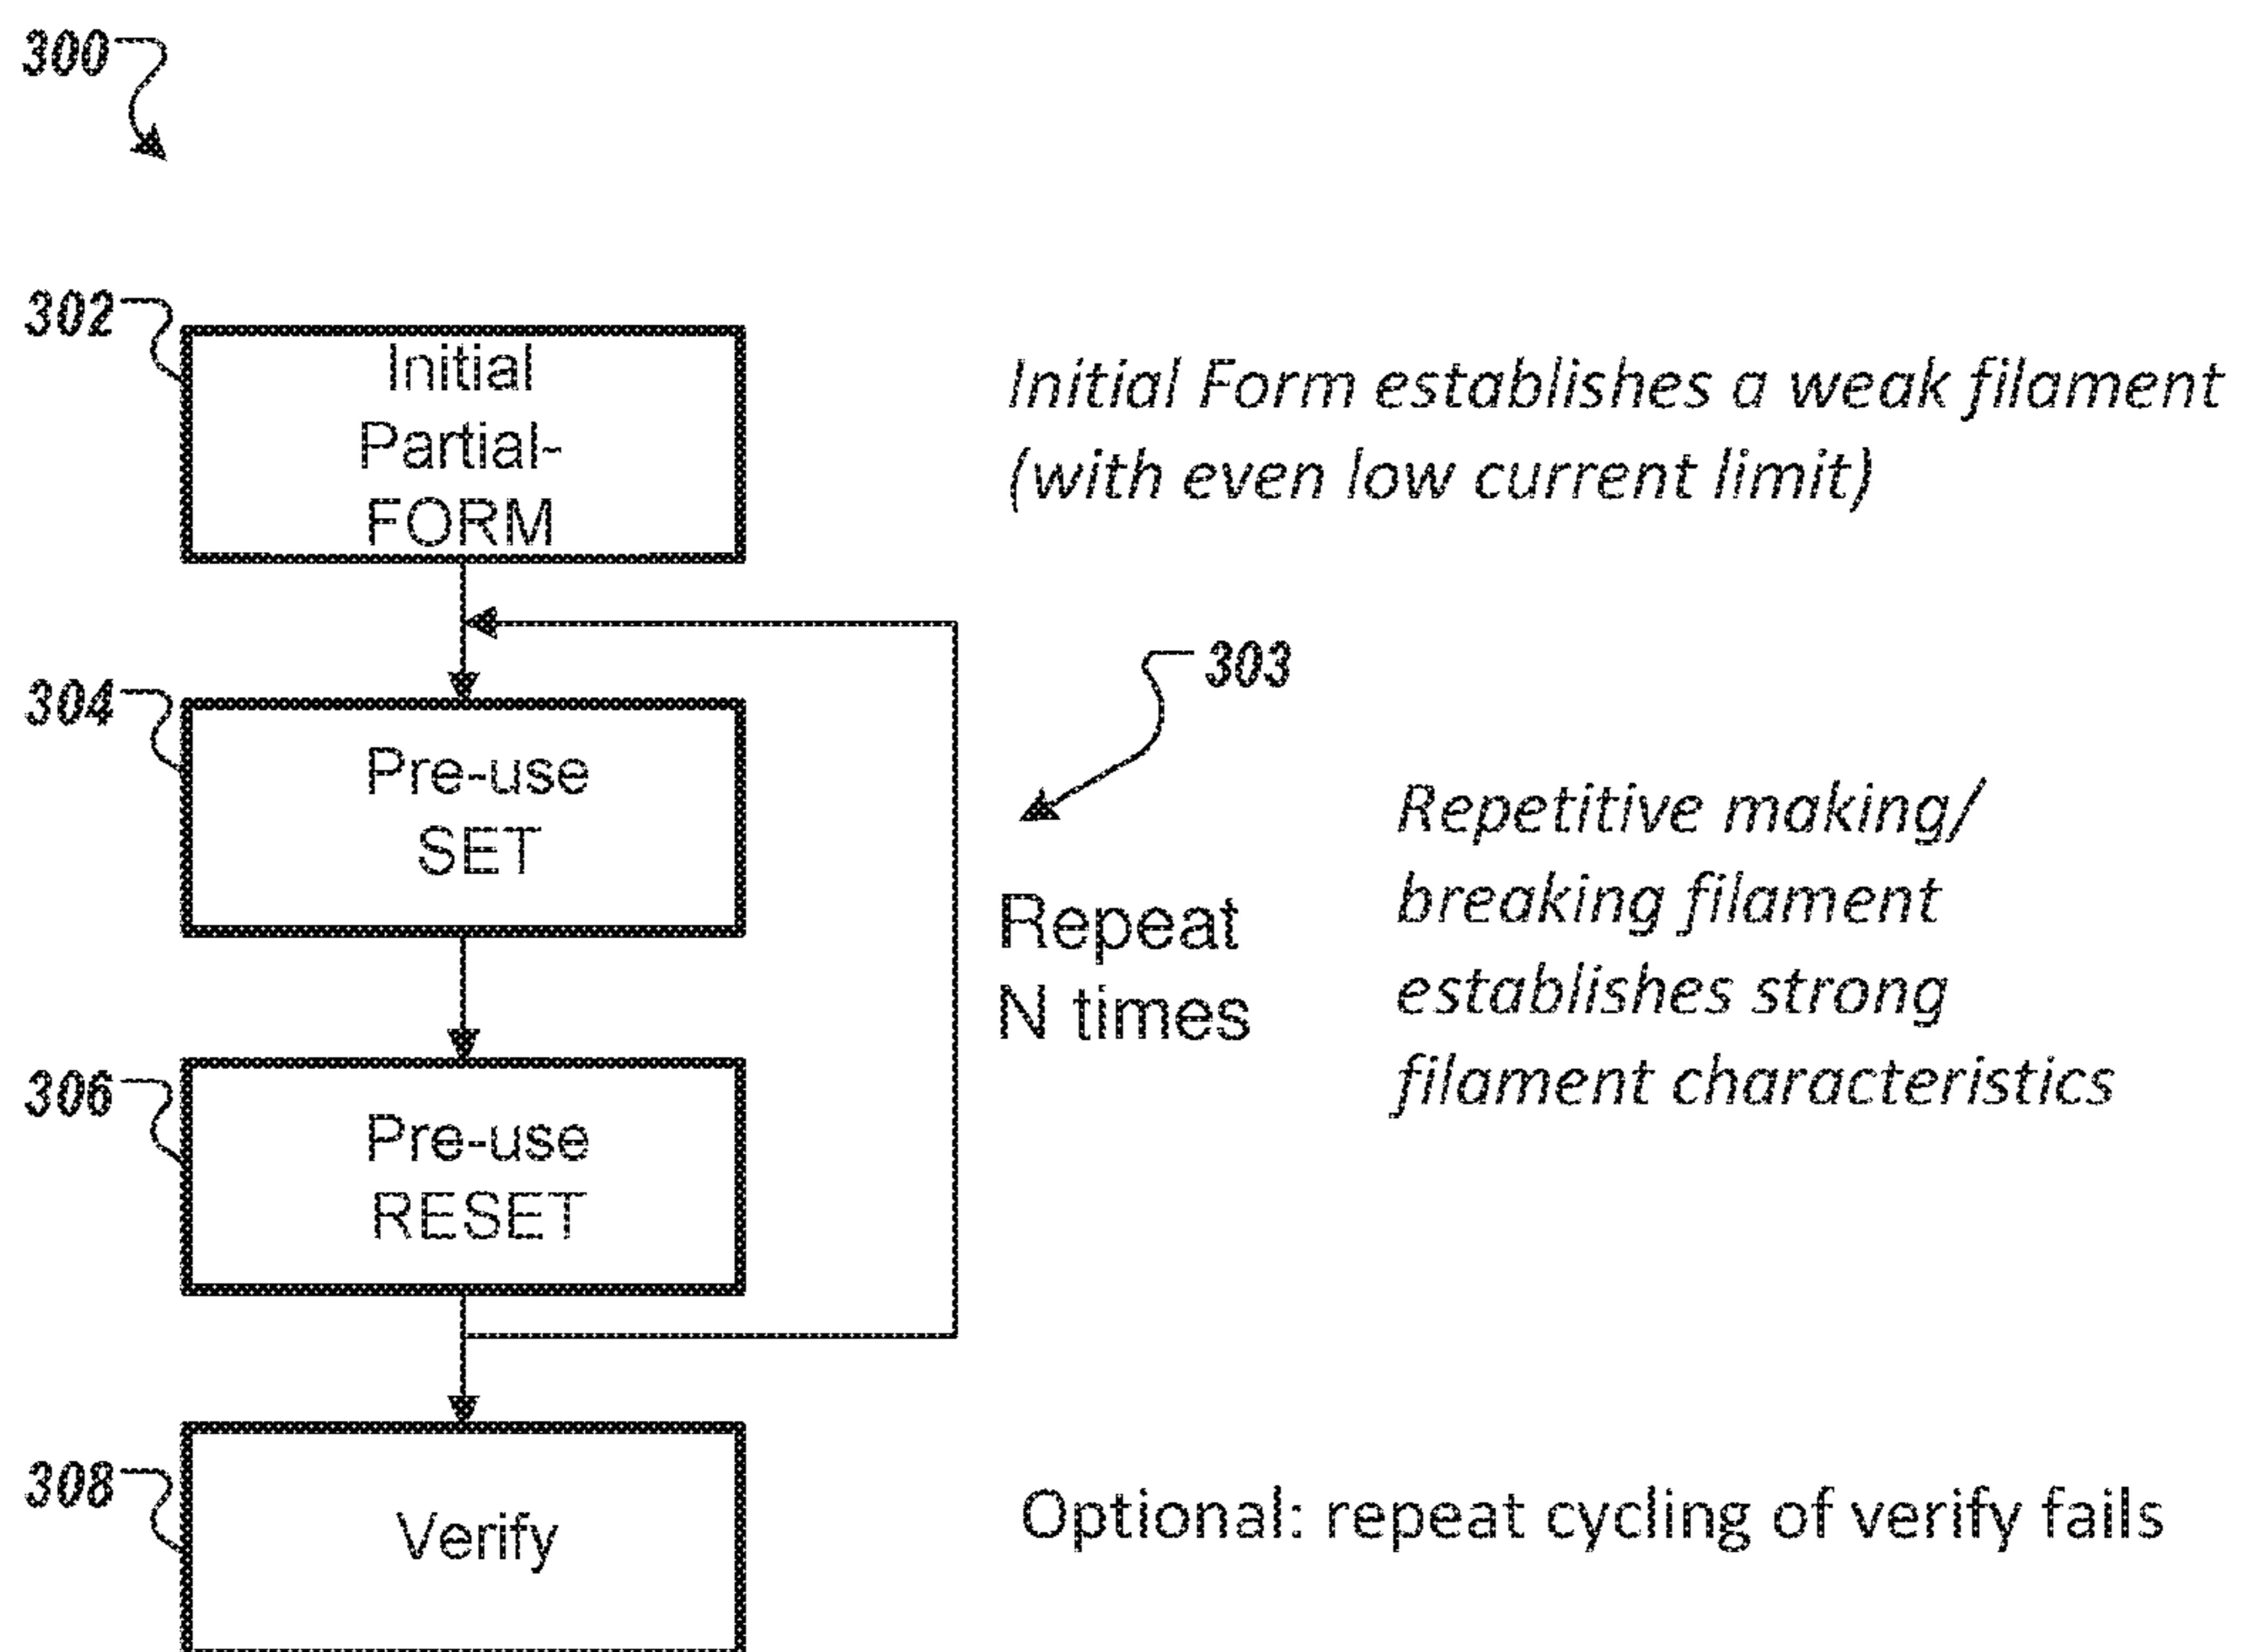 300
302
Initial
Partial-
FORM
Initial Form establishes a weak filament
(with even low current limit)
303
304
Pre-use
SET
Repeat
N times
Repetitive making/
breaking filament
establishes strong
filament characteristics
306
Pre-use
RESET
308
Verify
Optional: repeat cycling of verify fails